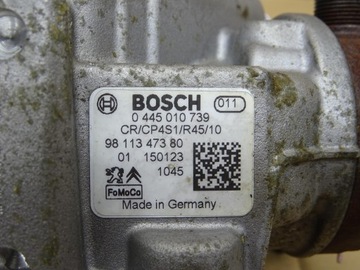 BOSCH 011
0 445 010 739
CR/CP4S1/R45/10
98 113 473 80
01 150123
1045
FoMoCo
Made in Germany